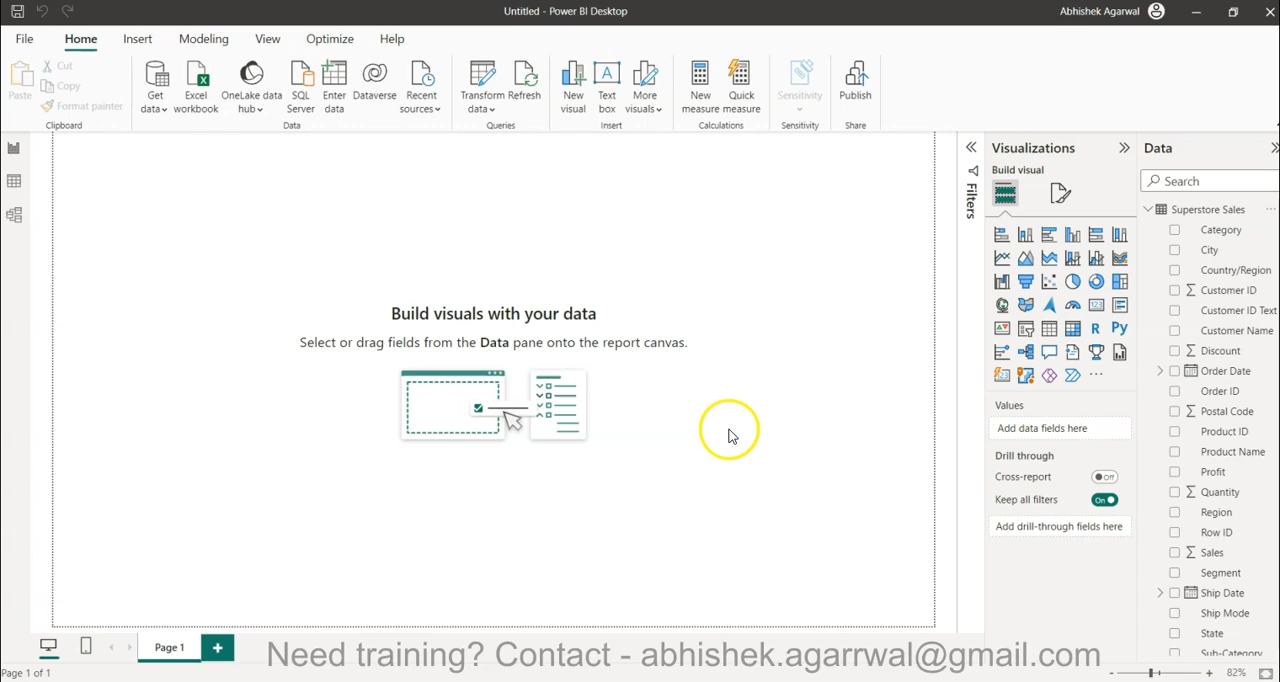 Untitled - Power BI Desktop
Abhishek Agarwal
File Home Insert Modeling View Optimize Help
Paste
Cut
Copy
Format painter
Clipboard
Get data
Excel workbook
OneLake data hub
SQL Server
Enter data
Dataverse
Recent sources
Data
Transform data
Refresh
Queries
New visual
Text box
More visuals
Insert
New measure
Quick measure
Calculations
Sensitivity
Sensitivity
Publish
Share
Build visuals with your data
Select or drag fields from the Data pane onto the report canvas.
Filters
Visualizations
Build visual
R
Py
Values
Add data fields here
Drill through
Cross-report Off
Keep all filters On
Add drill-through fields here
Data
Search
Superstore Sales
Category
City
Country/Region
Customer ID
Customer ID Text
Customer Name
Discount
Order Date
Order ID
Postal Code
Product ID
Product Name
Profit
Quantity
Region
Row ID
Sales
Segment
Ship Date
Ship Mode
State
Sub-Category
Page 1
Need training? Contact - abhishek.agarrwal@gmail.com
Page 1 of 1
82%